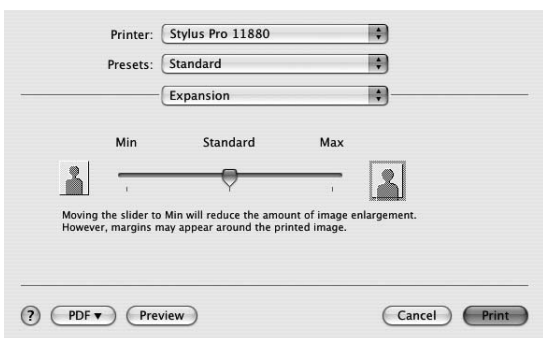 Printer: Stylus Pro 11880
Presets: Standard
Expansion
Min Standard Max
Moving the slider to Min will reduce the amount of image enlargement.
However, margins may appear around the printed image.
? PDF ▼ Preview Cancel Print